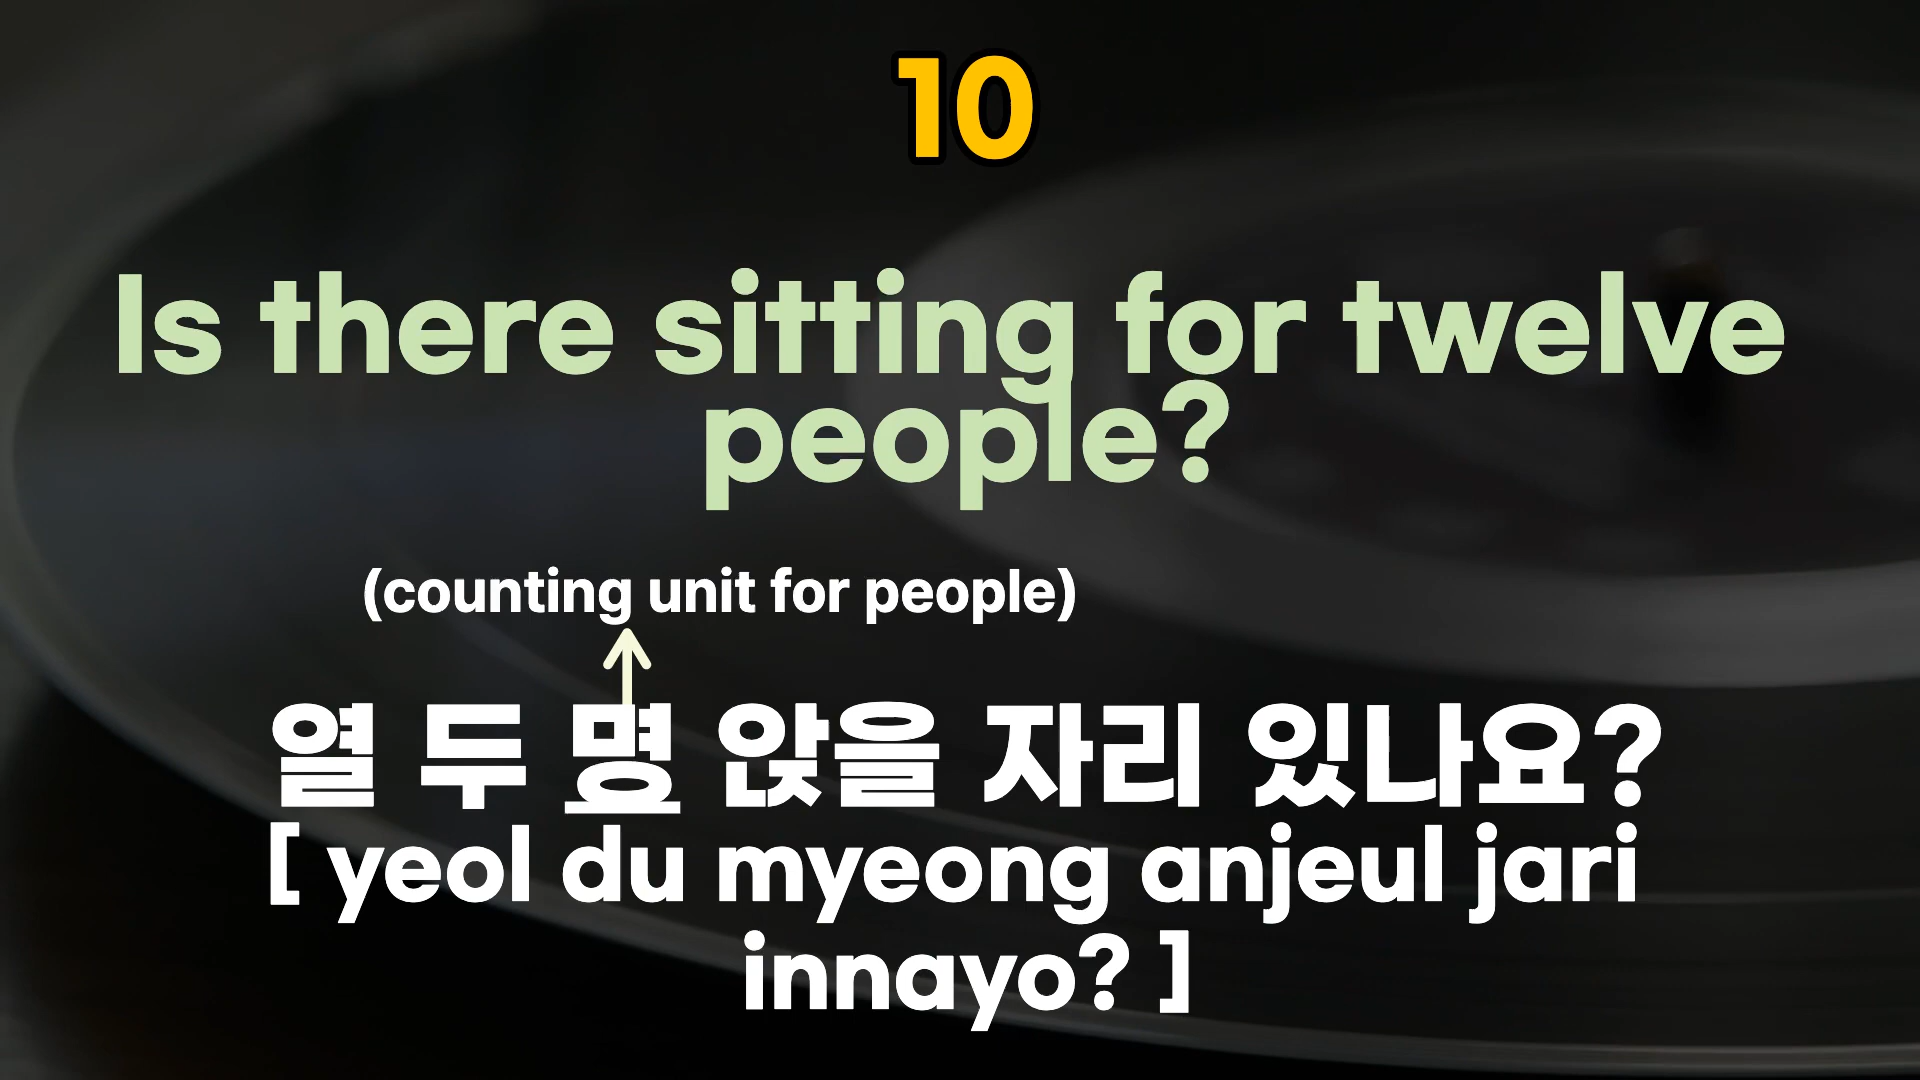 10
Is there sitting for twelve
people?
(counting unit for people)
열 두 명 앉을 자리 있나요?
[ yeol du myeong anjeul jari
innayo? ]